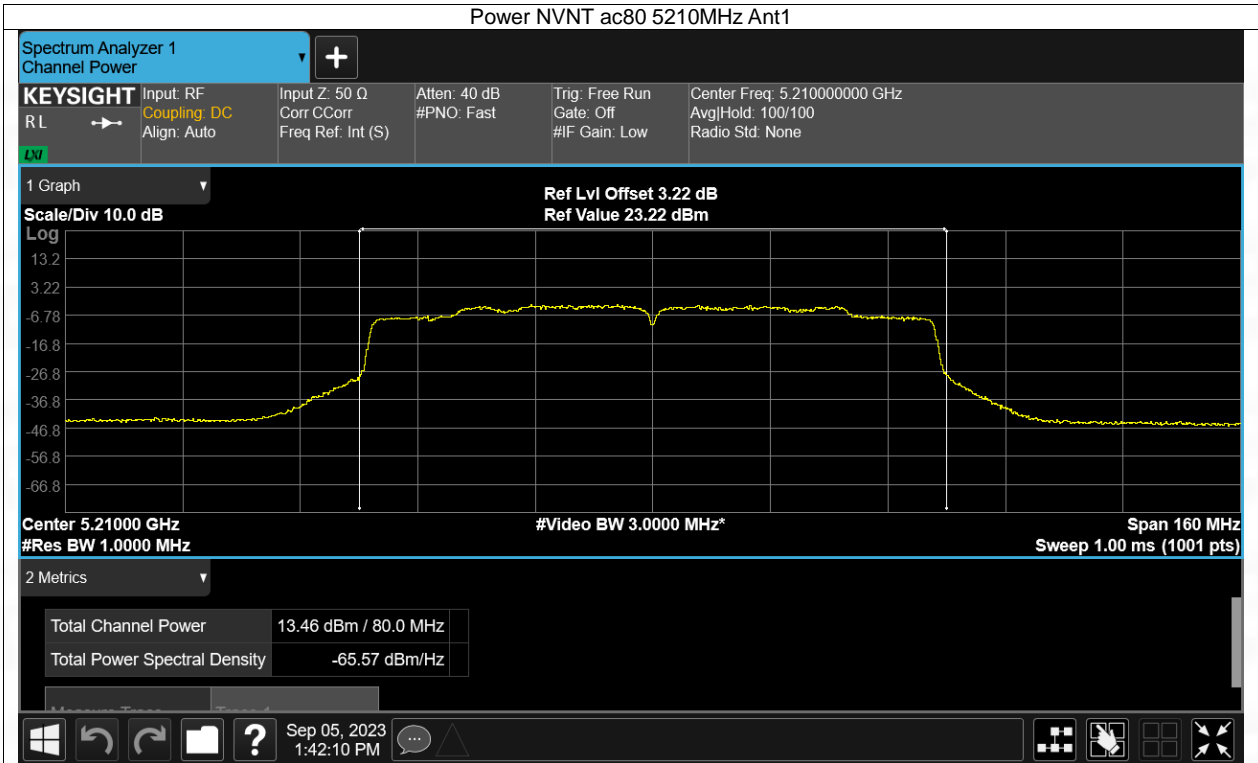 Power NVNT ac80 5210MHz Ant1
Spectrum Analyzer 1
Channel Power
KEYSIGHT
R L
LXI
Input: RF
Coupling: DC
Align: Auto
Input Z: 50 Ω
Corr CCorr
Freq Ref: Int (S)
Atten: 40 dB
#PNO: Fast
Trig: Free Run
Gate: Off
#IF Gain: Low
Center Freq: 5.210000000 GHz
Avg|Hold: 100/100
Radio Std: None
1 Graph
Scale/Div 10.0 dB
Ref Lvl Offset 3.22 dB
Ref Value 23.22 dBm
Log
13.2
3.22
-6.78
-16.8
-26.8
-36.8
-46.8
-56.8
-66.8
Center 5.21000 GHz
#Video BW 3.0000 MHz*
Span 160 MHz
#Res BW 1.0000 MHz
Sweep 1.00 ms (1001 pts)
2 Metrics
Total Channel Power 13.46 dBm / 80.0 MHz
Total Power Spectral Density -65.57 dBm/Hz
Sep 05, 2023
1:42:10 PM